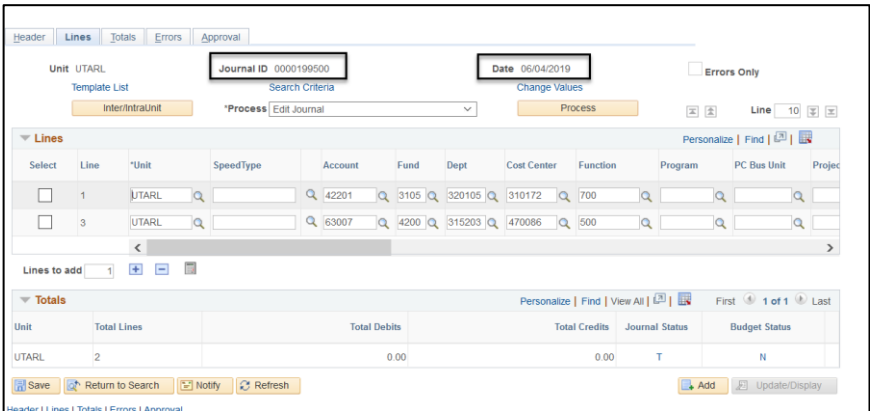 Header Lines Totals Errors Approval
Unit UTARL Journal ID 0000199500 Date 06/04/2019 Errors Only
Template List Search Criteria Change Values
Inter/IntraUnit *Process Edit Journal Process Line 10
Lines Personalize | Find |
Select Line *Unit SpeedType Account Fund Dept Cost Center Function Program PC Bus Unit Projec
1 UTARL 42201 3105 320105 310172 700
3 UTARL 63007 4200 315203 470086 500
Lines to add 1
Totals Personalize | Find | View All | First 1 of 1 Last
Unit Total Lines Total Debits Total Credits Journal Status Budget Status
UTARL 2 0.00 0.00 T N
Save Return to Search Notify Refresh Add Update/Display
Header | Lines | Totals | Errors | Approval